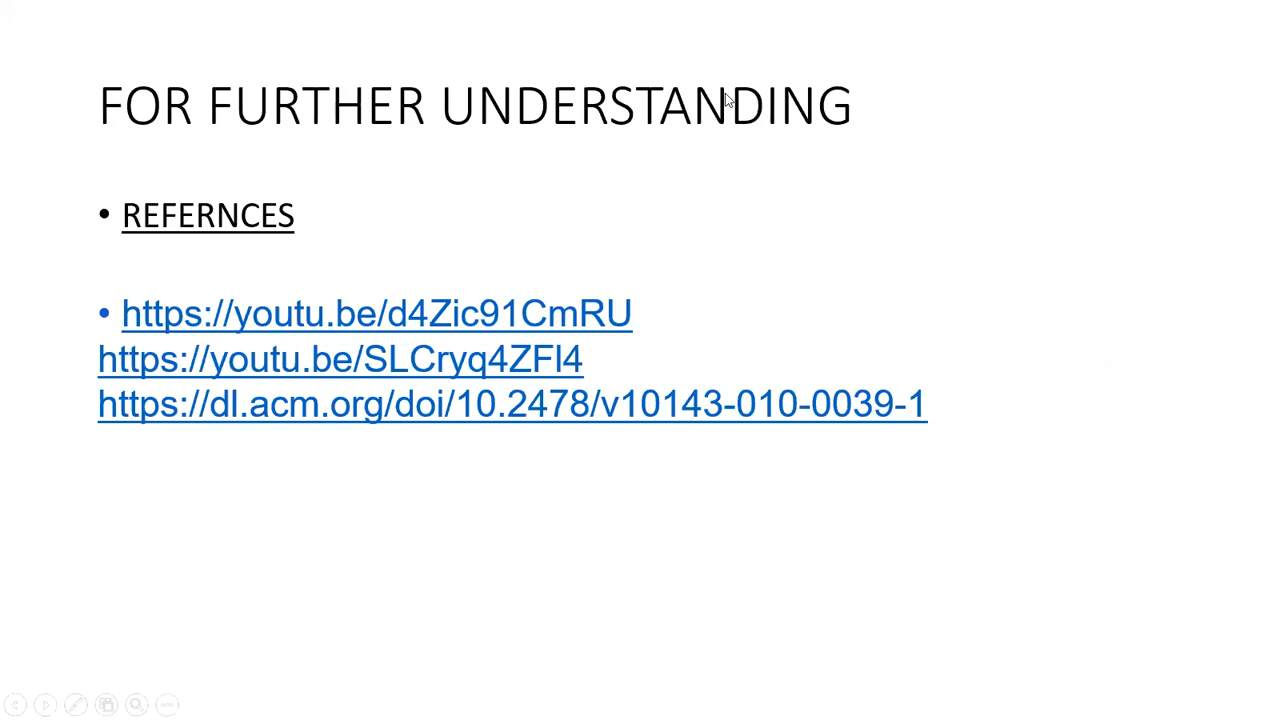 FOR FURTHER UNDERSTANDING
• REFERNCES
• https://youtu.be/d4Zic91CmRU
https://youtu.be/SLCryq4ZFl4
https://dl.acm.org/doi/10.2478/v10143-010-0039-1